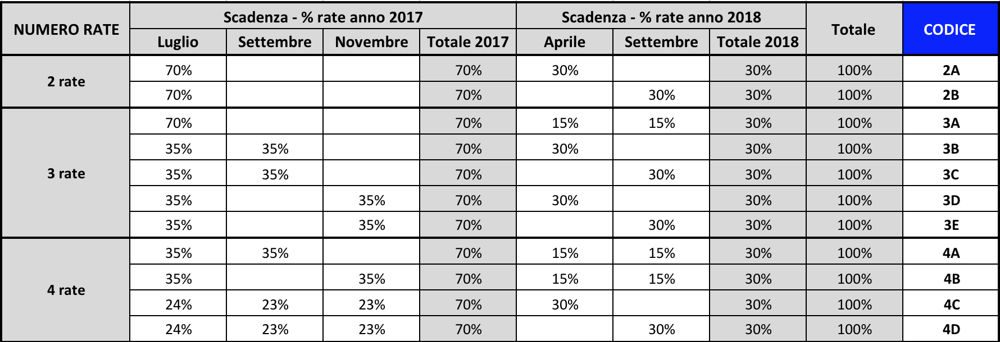 NUMERO RATE Scadenza - % rate anno 2017 Scadenza - % rate anno 2018 Totale CODICE
Luglio Settembre Novembre Totale 2017 Aprile Settembre Totale 2018
2 rate 70% 70% 30% 30% 100% 2A
70% 70% 30% 30% 100% 2B
3 rate 70% 70% 15% 15% 30% 100% 3A
35% 35% 70% 30% 30% 100% 3B
35% 35% 70% 30% 30% 100% 3C
35% 35% 70% 30% 30% 100% 3D
35% 35% 70% 30% 30% 100% 3E
4 rate 35% 35% 70% 15% 15% 30% 100% 4A
35% 35% 70% 15% 15% 30% 100% 4B
24% 23% 23% 70% 30% 30% 100% 4C
24% 23% 23% 70% 30% 30% 100% 4D